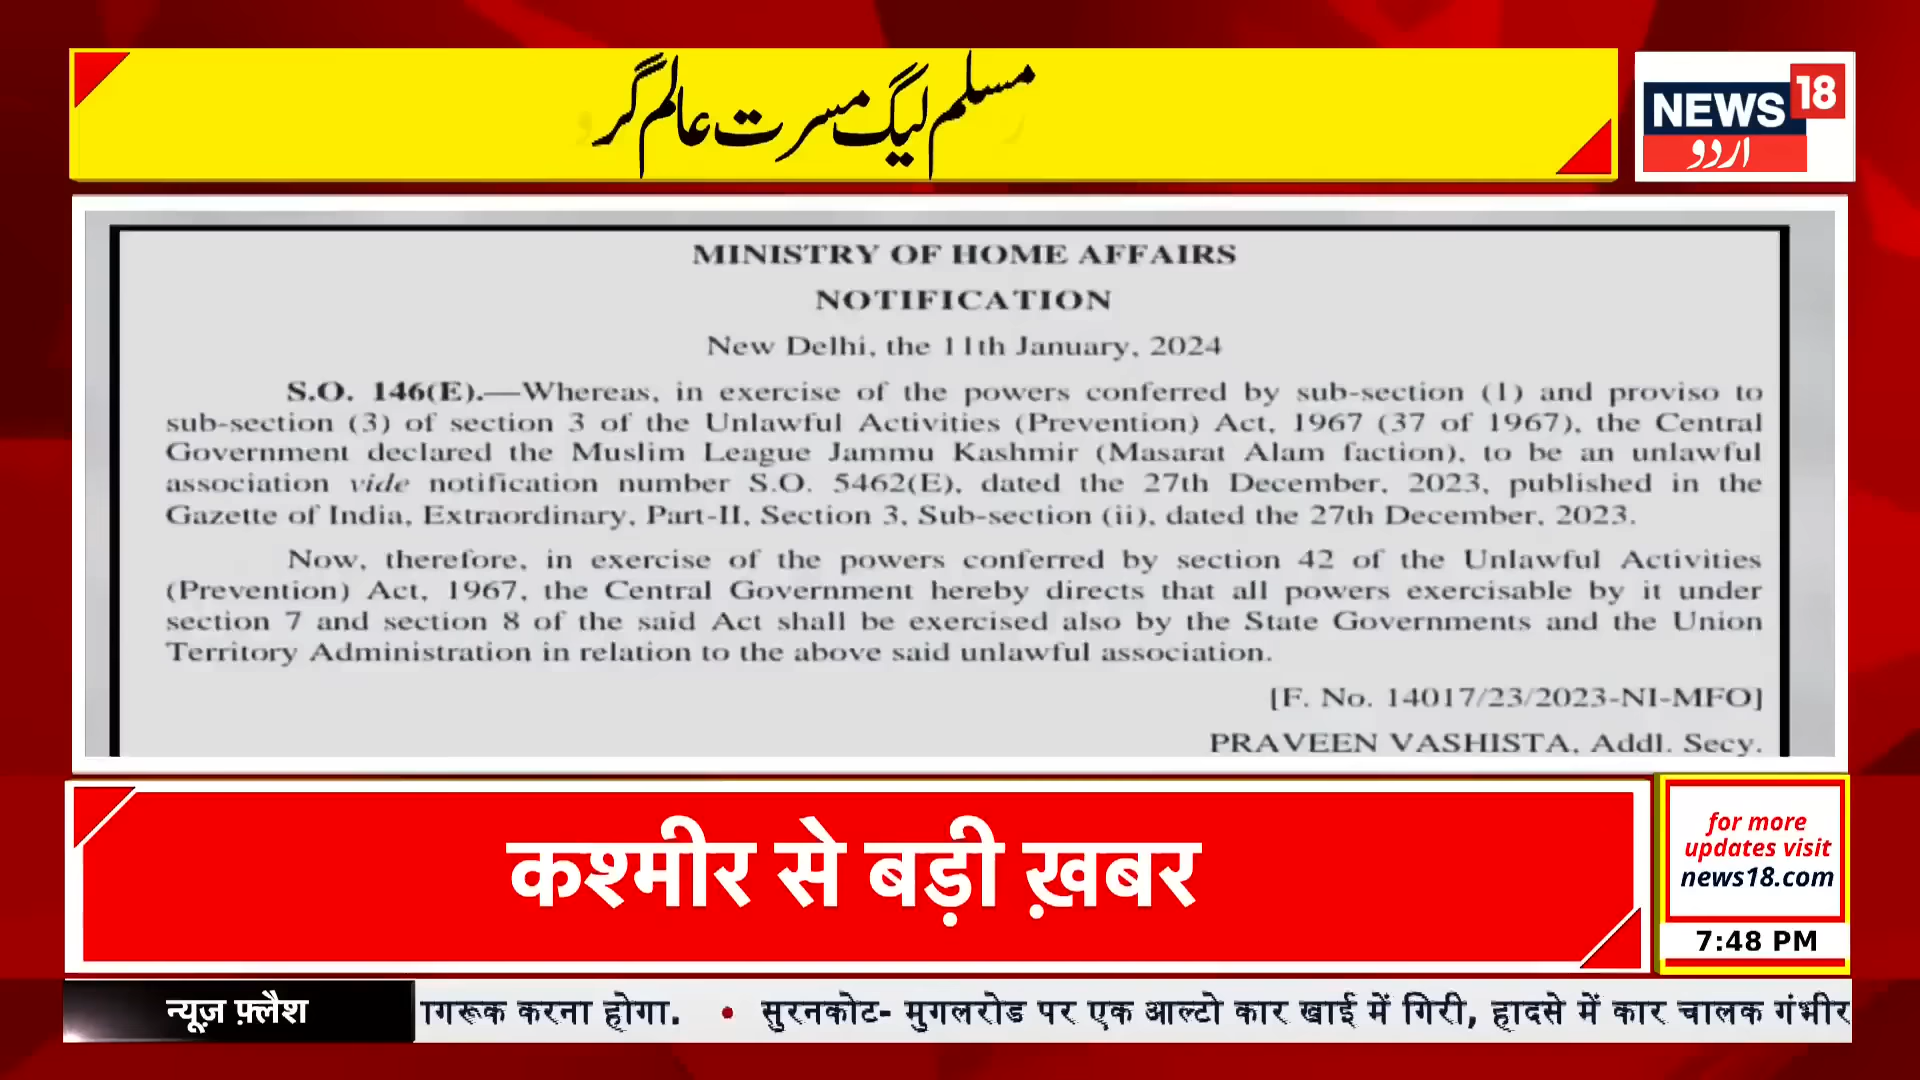 مسلم لیگ مسرت عالم گر
NEWS 18
اردو
MINISTRY OF HOME AFFAIRS
NOTIFICATION
New Delhi, the 11th January, 2024
S.O. 146(E).—Whereas, in exercise of the powers conferred by sub-section (1) and proviso to
sub-section (3) of section 3 of the Unlawful Activities (Prevention) Act, 1967 (37 of 1967), the Central
Government declared the Muslim League Jammu Kashmir (Masarat Alam faction), to be an unlawful
association vide notification number S.O. 5462(E), dated the 27th December, 2023, published in the
Gazette of India, Extraordinary, Part-II, Section 3, Sub-section (ii), dated the 27th December, 2023.
Now, therefore, in exercise of the powers conferred by section 42 of the Unlawful Activities
(Prevention) Act, 1967, the Central Government hereby directs that all powers exercisable by it under
section 7 and section 8 of the said Act shall be exercised also by the State Governments and the Union
Territory Administration in relation to the above said unlawful association.
[F. No. 14017/23/2023-NI-MFO]
PRAVEEN VASHISTA, Addl. Secy.
कश्मीर से बड़ी ख़बर
for more
updates visit
news18.com
7:48 PM
न्यूज़ फ़्लैश
गरूक करना होगा. • सुरनकोट- मुगलरोड पर एक आल्टो कार खाई में गिरी, हादसे में कार चालक गंभीर